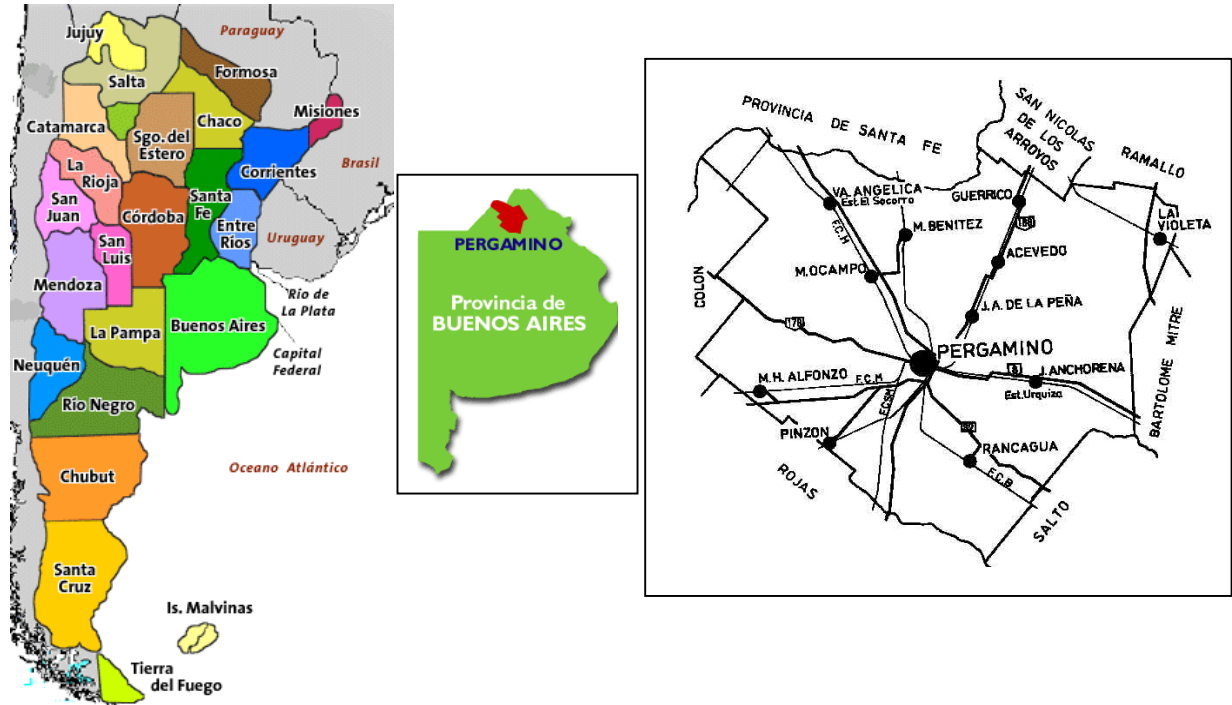 Jujuy
Paraguay
Formosa
Salta
Misiones
Chaco
Catamarca
Sgo. del
Estero
Brasil
La
Rioja
Corrientes
San
Juan
Santa
Fe
Córdoba
Entre
Ríos
San
Luis
Uruguay
Mendoza
Río de
La Plata
Buenos Aires
La Pampa
Capital
Federal
Neuquén
Río Negro
Chubut
Oceano Atlántico
Santa
Cruz
Is. Malvinas
Tierra
del Fuego
PERGAMINO
Provincia de
BUENOS AIRES
PROVINCIA DE SANTA FE
SAN NICOLAS
DE LOS
ARROYOS
RAMALLO
VA. ANGELICA
Est. El Socorro
GUERRICO
LA
VIOLETA
F.C.H
M. BENITEZ
188
ACEVEDO
M. OCAMPO
COLON
J.A. DE LA PEÑA
178
BARTOLOME MITRE
PERGAMINO
8
J. ANCHORENA
M.H. ALFONZO
F.C.M
Est. Urquiza
F.C.S.M
PINZON
32
RANCAGUA
F.C.B
ROJAS
SALTO